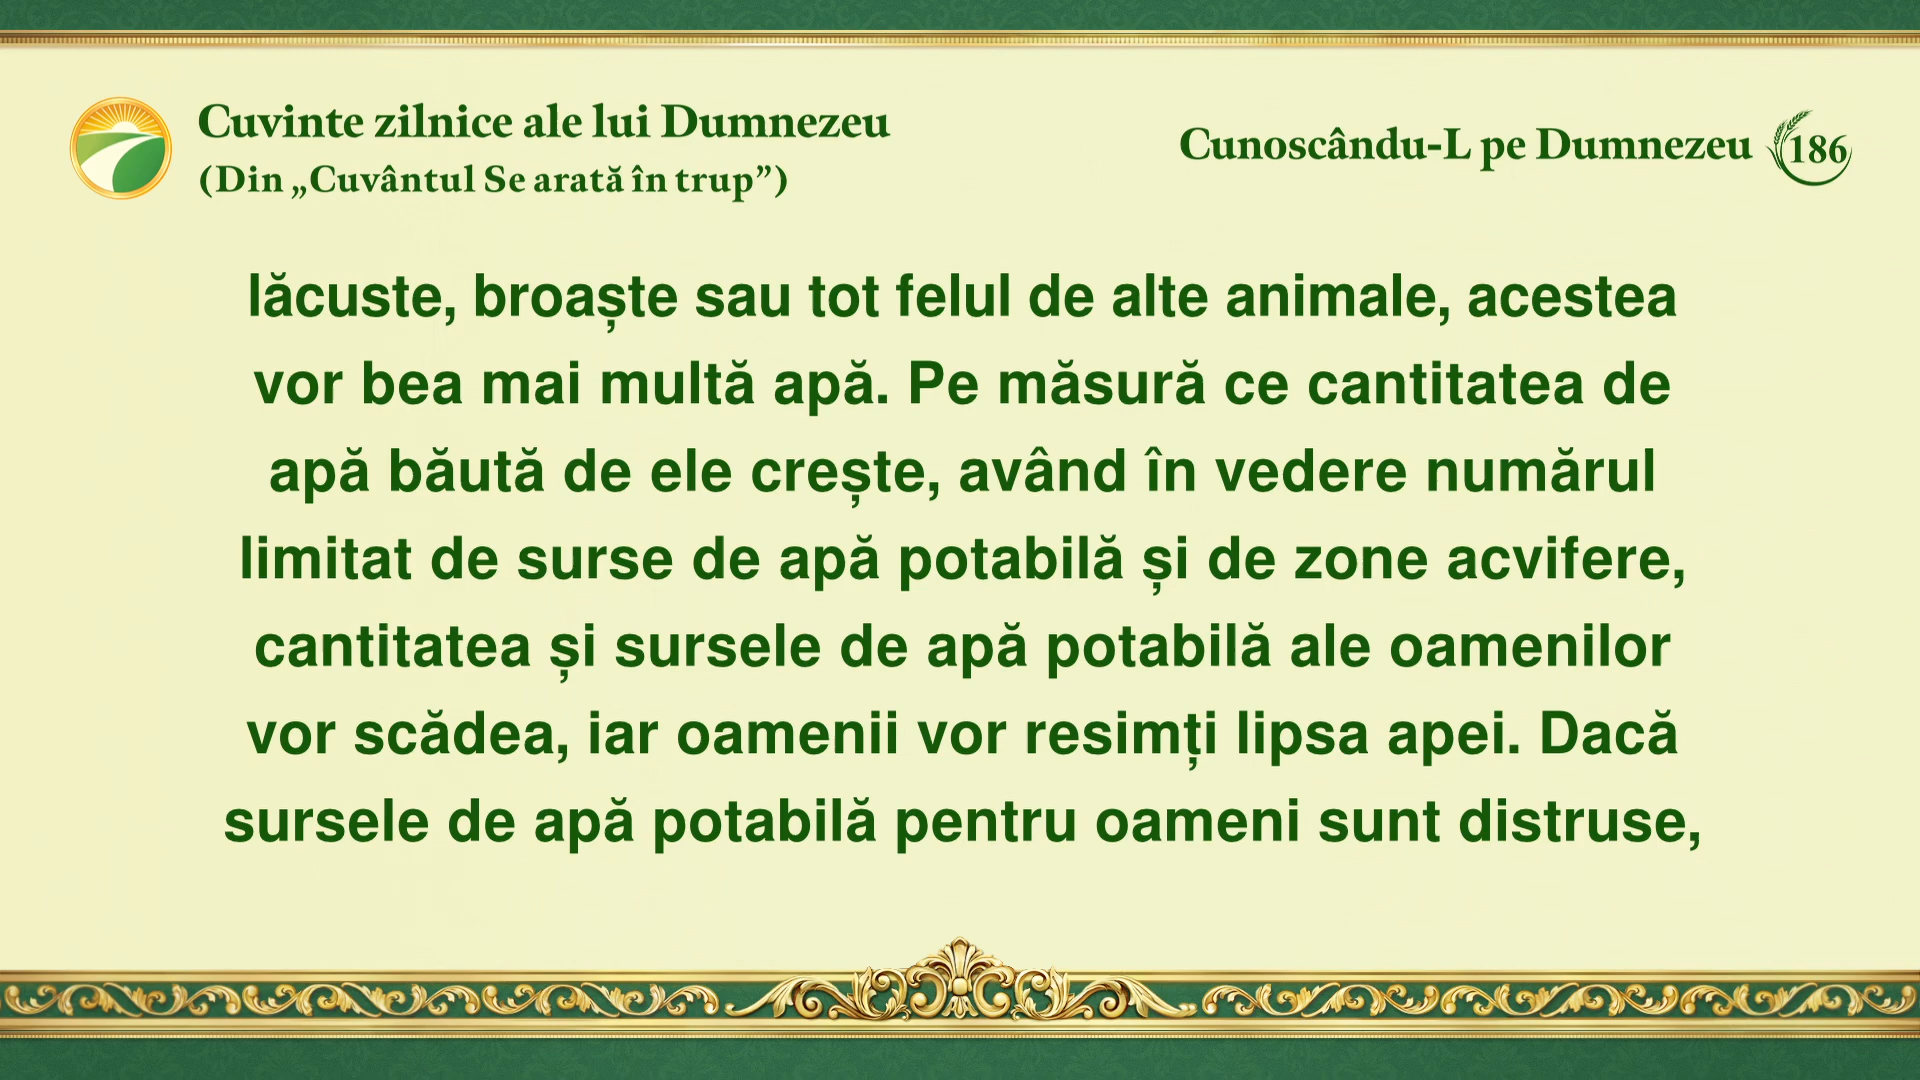 Cuvinte zilnice ale lui Dumnezeu
(Din „Cuvântul Se arată în trup”)
Cunoscându-L pe Dumnezeu 186
lăcuste, broaște sau tot felul de alte animale, acestea
vor bea mai multă apă. Pe măsură ce cantitatea de
apă băută de ele crește, având în vedere numărul
limitat de surse de apă potabilă și de zone acvifere,
cantitatea și sursele de apă potabilă ale oamenilor
vor scădea, iar oamenii vor resimți lipsa apei. Dacă
sursele de apă potabilă pentru oameni sunt distruse,